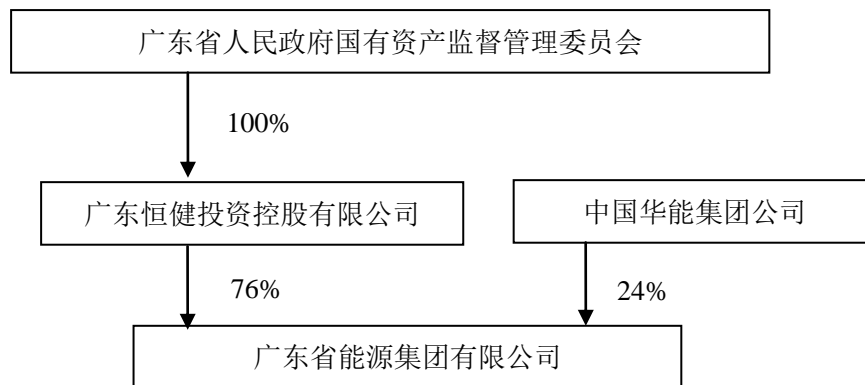 广东省人民政府国有资产监督管理委员会
100%
广东恒健投资控股有限公司
中国华能集团公司
76%
24%
广东省能源集团有限公司